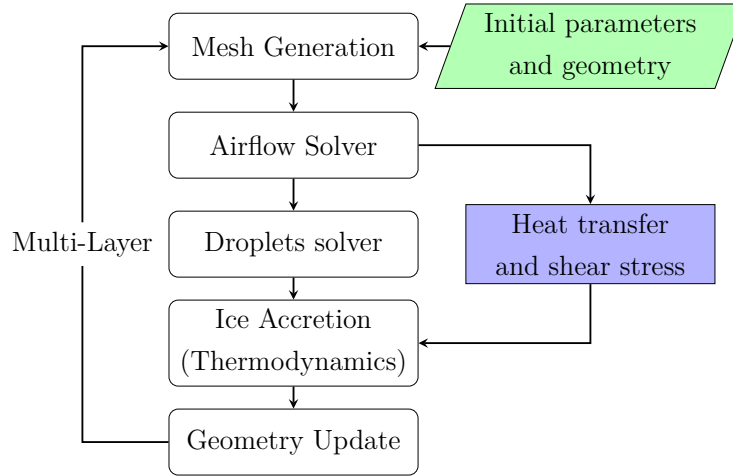 Mesh Generation
Initial parameters
and geometry
Airflow Solver
Multi-Layer
Droplets solver
Heat transfer
and shear stress
Ice Accretion
(Thermodynamics)
Geometry Update